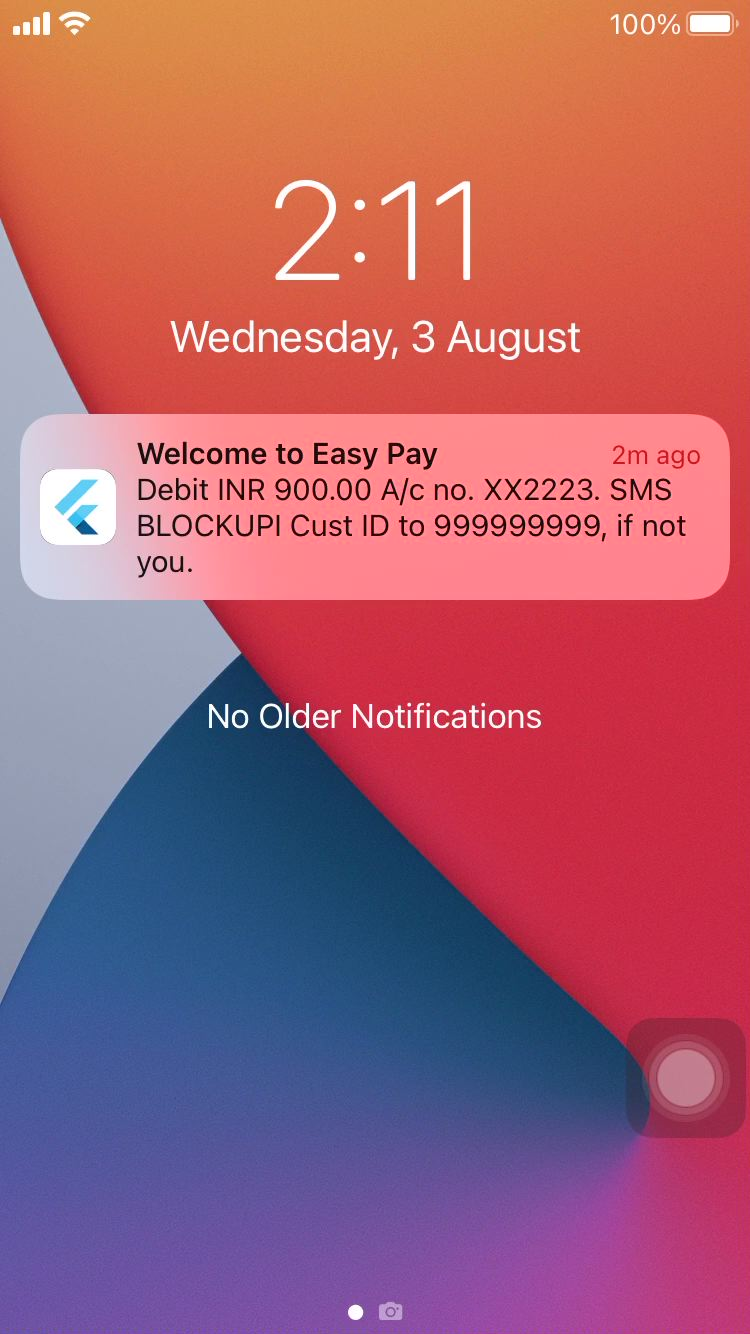 100%
2:11
Wednesday, 3 August
Welcome to Easy Pay 2m ago
Debit INR 900.00 A/c no. XX2223. SMS
BLOCKUPI Cust ID to 999999999, if not
you.
No Older Notifications